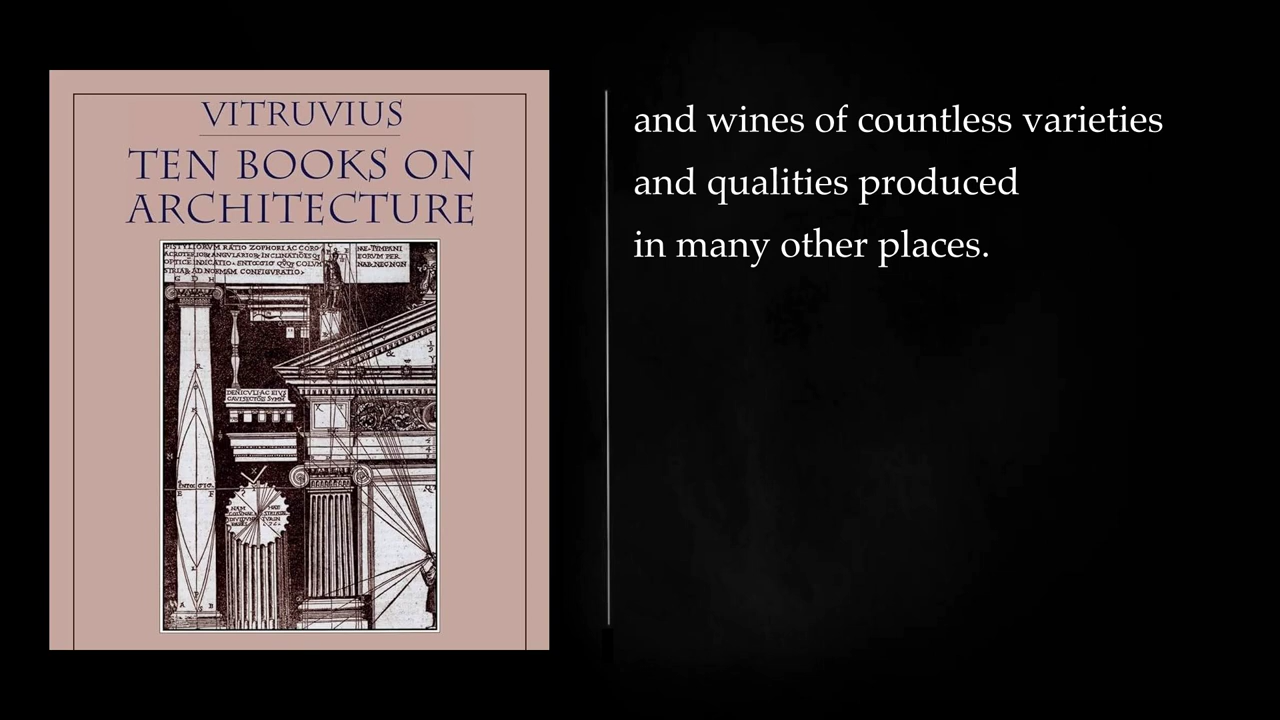 VITRUVIUS
TEN BOOKS ON
ARCHITECTURE
and wines of countless varieties
and qualities produced
in many other places.